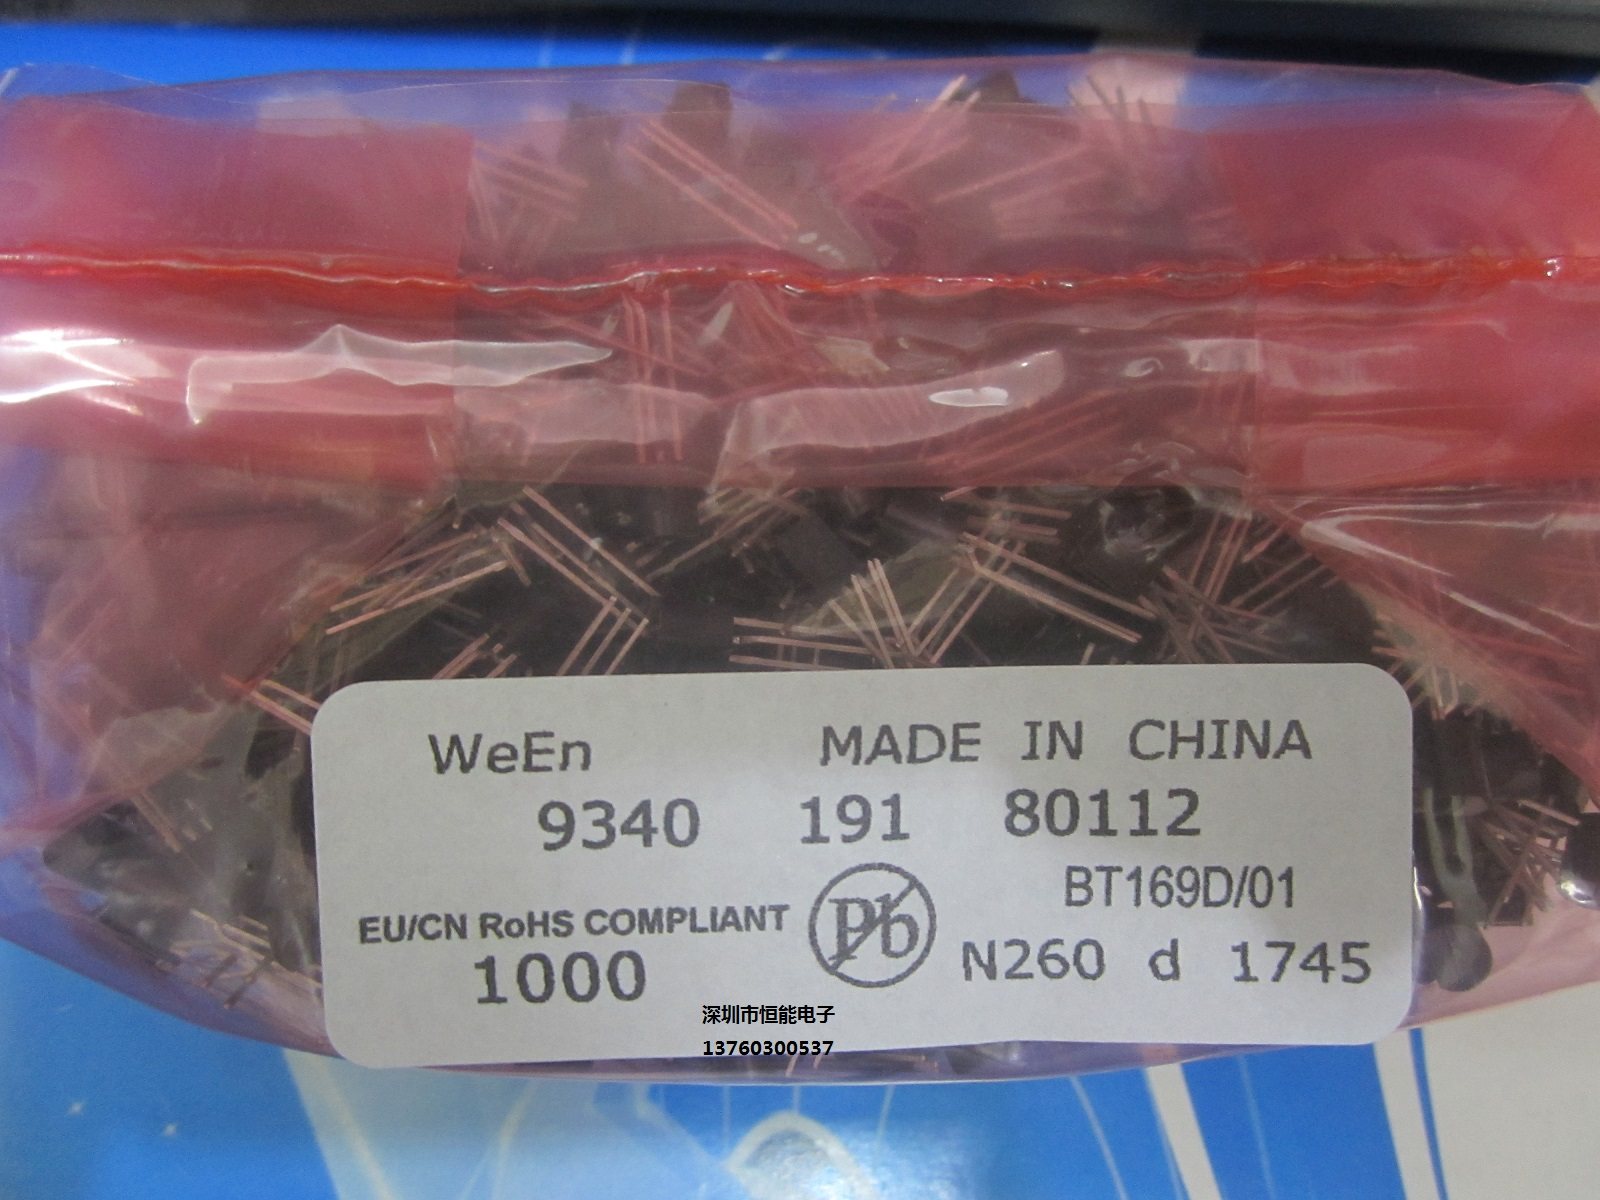 WeEn MADE IN CHINA
9340 191 80112
BT169D/01
EU/CN RoHS COMPLIANT Pb
1000 N260 d 1745
深圳市恒能电子
13760300537